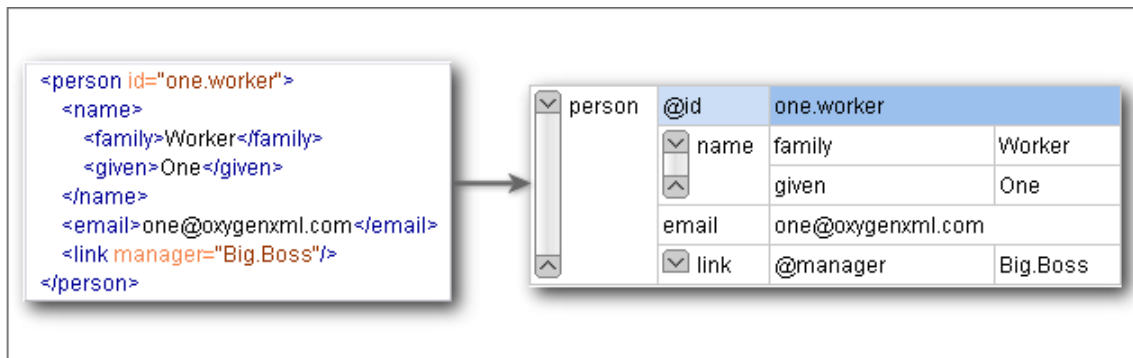 <person id="one.worker">
<name>
<family>Worker</family>
<given>One</given>
</name>
<email>one@oxygenxml.com</email>
<link manager="Big.Boss"/>
</person>
person @id one.worker
name family Worker
given One
email one@oxygenxml.com
link @manager Big.Boss